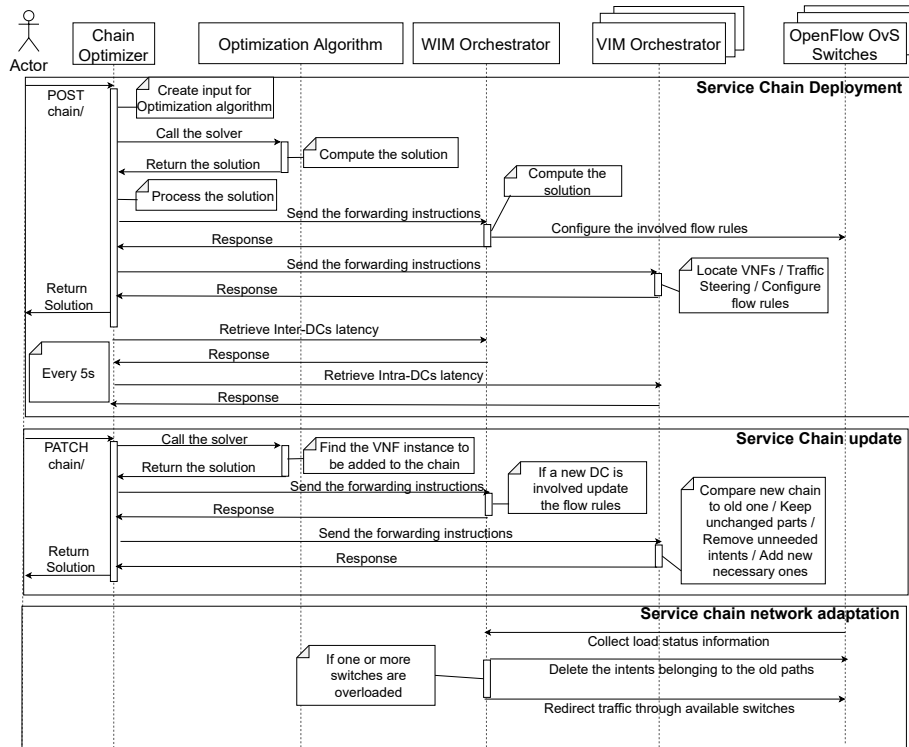 Actor
Chain
Optimizer
Optimization Algorithm
WIM Orchestrator
VIM Orchestrator
OpenFlow OvS
Switches
Service Chain Deployment
POST
chain/
Create input for
Optimization algorithm
Call the solver
Compute the solution
Return the solution
Process the solution
Compute the
solution
Send the forwarding instructions
Configure the involved flow rules
Response
Send the forwarding instructions
Locate VNFs / Traffic
Steering / Configure
flow rules
Response
Return
Solution
Retrieve Inter-DCs latency
Response
Every 5s
Retrieve Intra-DCs latency
Response
Service Chain update
PATCH
chain/
Call the solver
Find the VNF instance to
be added to the chain
Return the solution
Send the forwarding instructions
If a new DC is
involved update
the flow rules
Response
Compare new chain
to old one / Keep
unchanged parts /
Remove unneeded
intents / Add new
necessary ones
Send the forwarding instructions
Response
Return
Solution
Service chain network adaptation
Collect load status information
If one or more
switches are
overloaded
Delete the intents belonging to the old paths
Redirect traffic through available switches